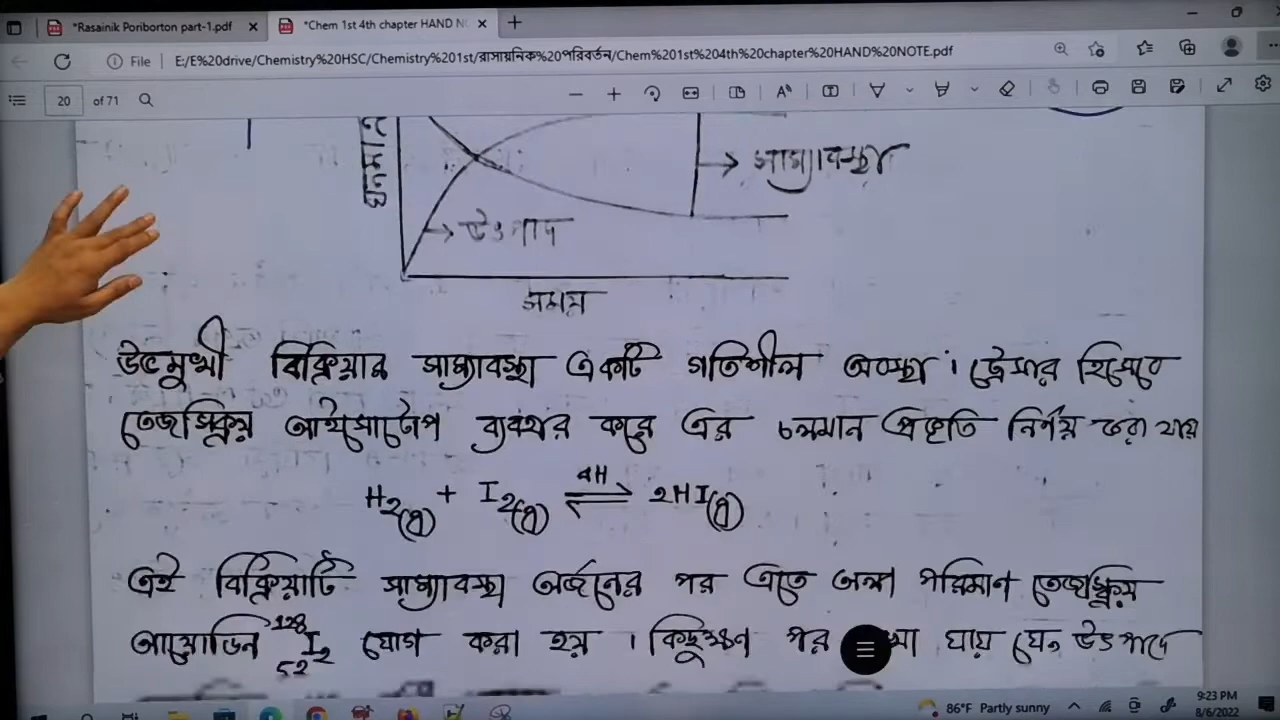 *Rasainik Poriborton part-1.pdf
*Chem 1st 4th chapter HAND NO
File
E:/E%20drive/Chemistry%20HSC/Chemistry%201st/রাসায়নিক%20পরিবর্তন/Chem%201st%204th%20chapter%20HAND%20NOTE.pdf
20 of 71
সাম্যাবস্থা
উৎপাদ
সময়
উভমুখী বিক্রিয়ার সাম্যাবস্থা একটি গতিশীল অবস্থা । ট্রেসার হিসেবে
তেজস্ক্রিয় আইসোটোপ ব্যবহার করে এর চলমান প্রকৃতি নির্ণয় করা যায়
H2(g) + I2(g) ⇌ ΔH 2HI(g)
এই বিক্রিয়াটি সাম্যাবস্থা অর্জনের পর এতে অল্প পরিমান তেজস্ক্রিয়
আয়োডিন 128 53 I2 যোগ করা হয় । কিছুক্ষণ পর যায় যে, উৎপাদে
86°F Partly sunny
9:23 PM
8/6/2022